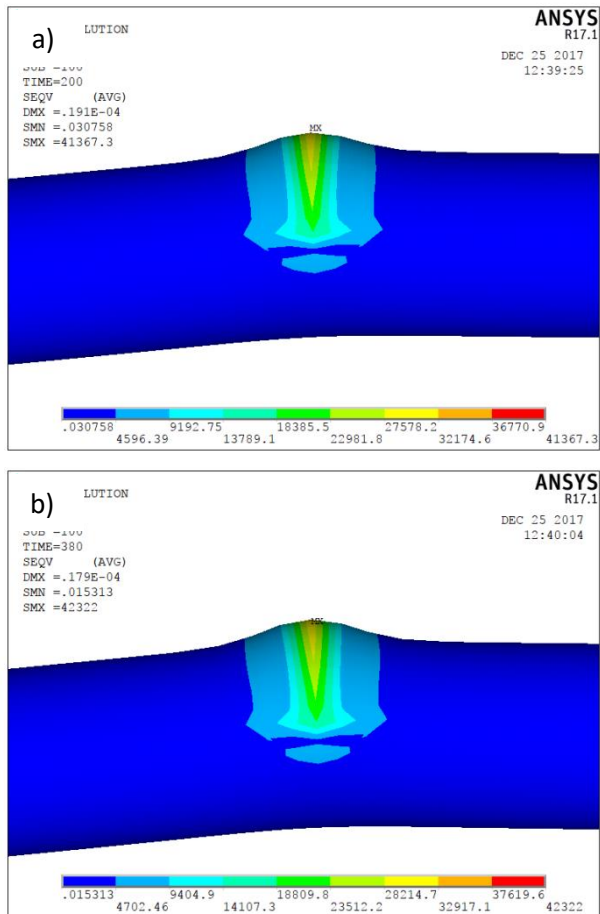 a)
LUTION
ANSYS
R17.1
DEC 25 2017
12:39:25
TIME=200
SEQV (AVG)
DMX =.191E-04
SMN =.030758
SMX =41367.3
MX
.030758 9192.75 18385.5 27578.2 36770.9
4596.39 13789.1 22981.8 32174.6 41367.3
b)
LUTION
ANSYS
R17.1
DEC 25 2017
12:40:04
TIME=380
SEQV (AVG)
DMX =.179E-04
SMN =.015313
SMX =42322
MX
.015313 9404.9 18809.8 28214.7 37619.6
4702.46 14107.3 23512.2 32917.1 42322